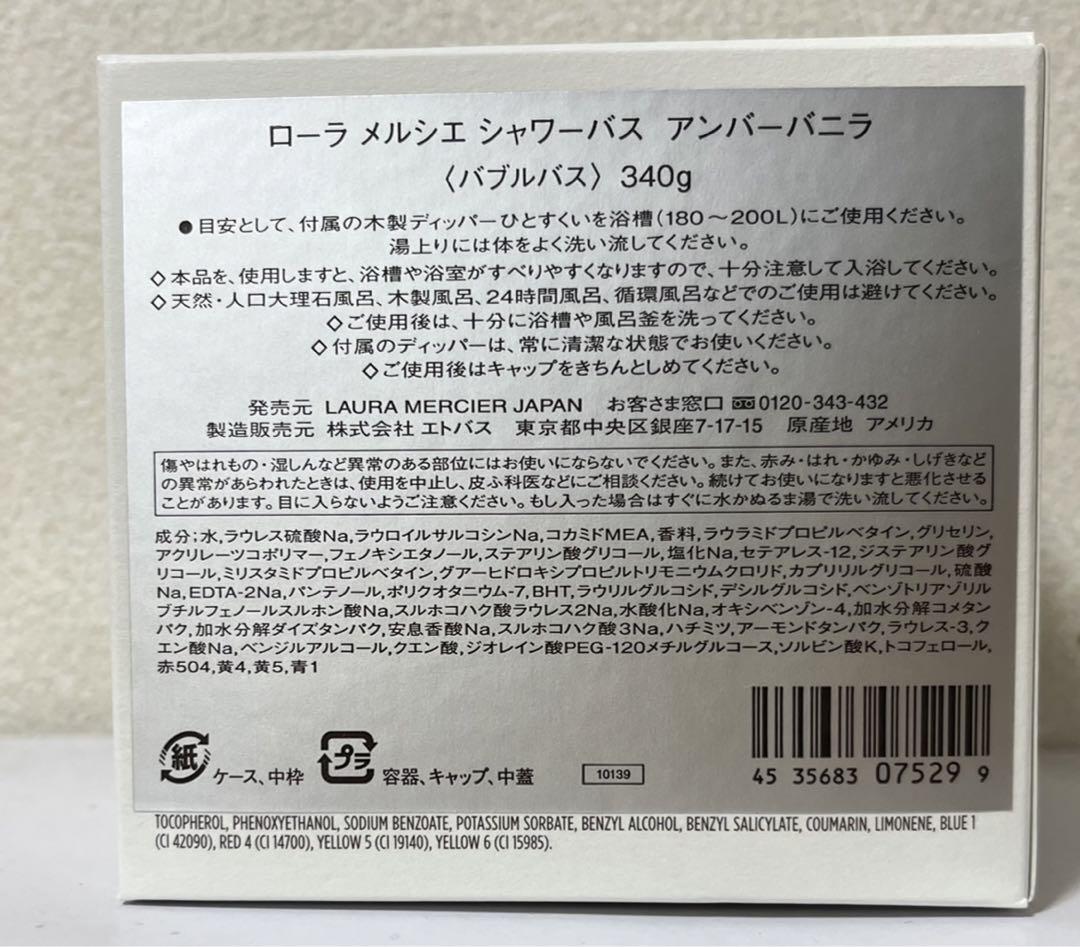 ローラ メルシエ シャワーバス アンバーバニラ
〈バブルバス〉340g
●目安として、付属の木製ディッパーひとすくいを浴槽(180〜200L)にご使用ください。
湯上りには体をよく洗い流してください。
◇本品を、使用しますと、浴槽や浴室がすべりやすくなりますので、十分注意して入浴してください。
◇天然・人口大理石風呂、木製風呂、24時間風呂、循環風呂などでのご使用は避けてください。
◇ご使用後は、十分に浴槽や風呂釜を洗ってください。
◇付属のディッパーは、常に清潔な状態でお使いください。
◇ご使用後はキャップをきちんとしめてください。
発売元 LAURA MERCIER JAPAN お客さま窓口 0120-343-432
製造販売元 株式会社 エトバス 東京都中央区銀座7-17-15 原産地 アメリカ
傷やはれもの・湿しんなど異常のある部位にはお使いにならないでください。また、赤み・はれ・かゆみ・しげきなど
の異常があらわれたときは、使用を中止し、皮ふ科医などにご相談ください。続けてお使いになりますと悪化させる
ことがあります。目に入らないようご注意ください。もし入った場合はすぐに水かぬるま湯で洗い流してください。
成分;水,ラウレス硫酸Na,ラウロイルサルコシンNa,コカミドMEA,香料,ラウラミドプロピルベタイン,グリセリン,
アクリレーツコポリマー,フェノキシエタノール,ステアリン酸グリコール,塩化Na,セテアレス-12,ジステアリン酸グ
リコール,ミリスタミドプロピルベタイン,グアーヒドロキシプロピルトリモニウムクロリド,カプリリルグリコール,硫酸
Na,EDTA-2Na,パンテノール,ポリクオタニウム-7,BHT,ラウリルグルコシド,デシルグルコシド,ベンゾトリアゾリル
ブチルフェノールスルホン酸Na,スルホコハク酸ラウレス2Na,水酸化Na,オキシベンゾン-4,加水分解コメタン
パク,加水分解ダイズタンパク,安息香酸Na,スルホコハク酸3Na,ハチミツ,アーモンドタンパク,ラウレス-3,ク
エン酸Na,ベンジルアルコール,クエン酸,ジオレイン酸PEG-120メチルグルコース,ソルビン酸K,トコフェロール,
赤504,黄4,黄5,青1
紙 ケース、中枠 プラ 容器、キャップ、中蓋 10139
45 35683 07529 9
TOCOPHEROL, PHENOXYETHANOL, SODIUM BENZOATE, POTASSIUM SORBATE, BENZYL ALCOHOL, BENZYL SALICYLATE, COUMARIN, LIMONENE, BLUE 1
(CI 42090), RED 4 (CI 14700), YELLOW 5 (CI 19140), YELLOW 6 (CI 15985).